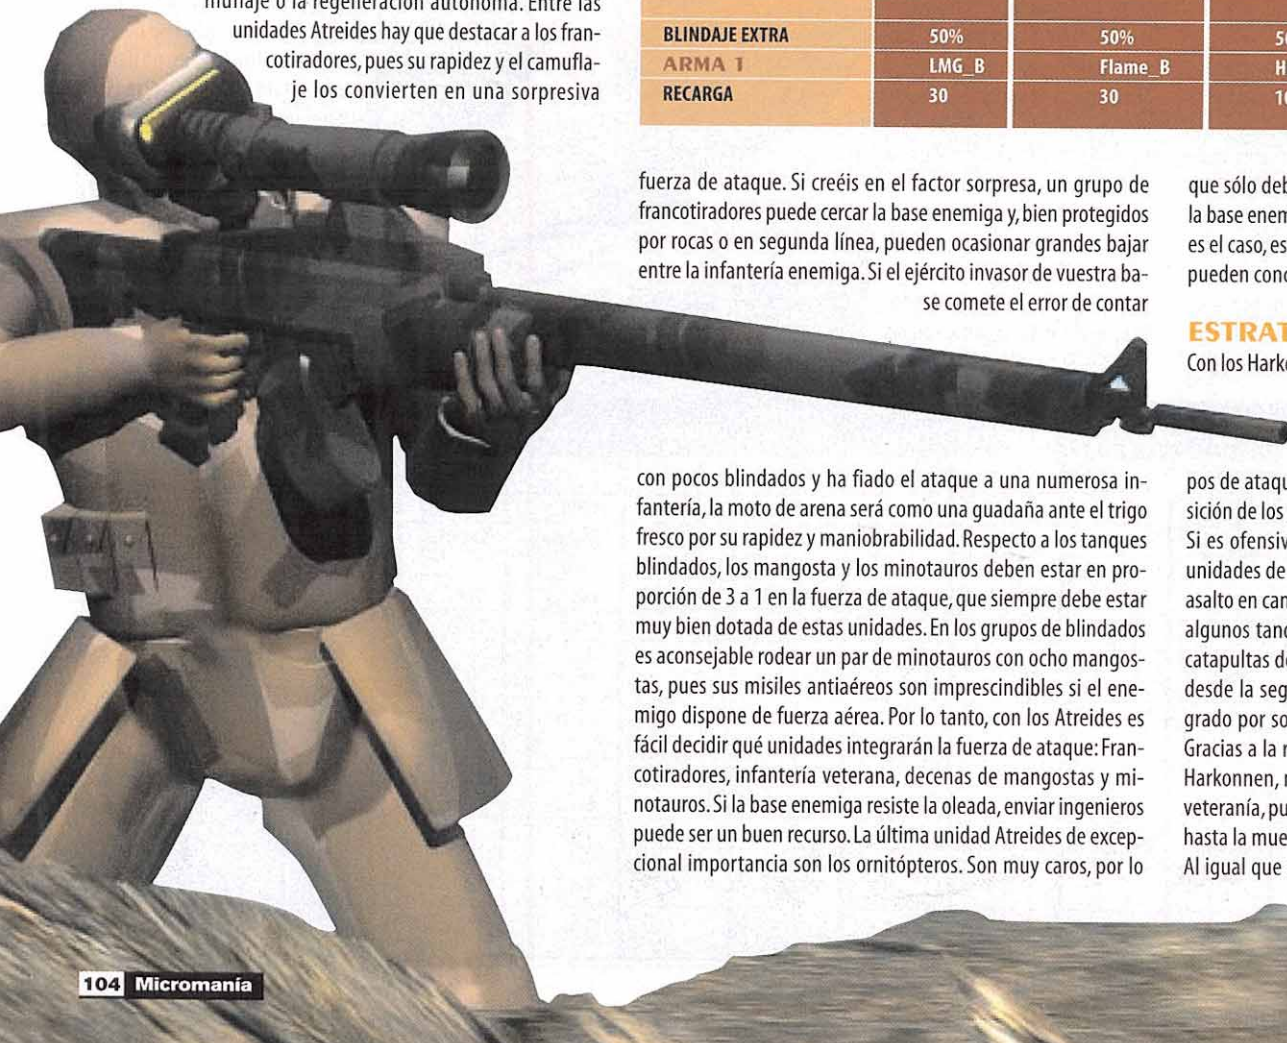 muflaje o la regeneración autónoma. Entre las
unidades Atreides hay que destacar a los fran-
cotiradores, pues su rapidez y el camufla-
je los convierten en una sorpresiva
BLINDAJE EXTRA 50% 50% 50
ARMA 1 LMG_B Flame_B H
RECARGA 30 30 10
fuerza de ataque. Si creéis en el factor sorpresa, un grupo de
francotiradores puede cercar la base enemiga y, bien protegidos
por rocas o en segunda línea, pueden ocasionar grandes bajar
entre la infantería enemiga. Si el ejército invasor de vuestra ba-
se comete el error de contar
con pocos blindados y ha fiado el ataque a una numerosa in-
fantería, la moto de arena será como una guadaña ante el trigo
fresco por su rapidez y maniobrabilidad. Respecto a los tanques
blindados, los mangosta y los minotauros deben estar en pro-
porción de 3 a 1 en la fuerza de ataque, que siempre debe estar
muy bien dotada de estas unidades. En los grupos de blindados
es aconsejable rodear un par de minotauros con ocho mangos-
tas, pues sus misiles antiaéreos son imprescindibles si el ene-
migo dispone de fuerza aérea. Por lo tanto, con los Atreides es
fácil decidir qué unidades integrarán la fuerza de ataque: Fran-
cotiradores, infantería veterana, decenas de mangostas y mi-
notauros. Si la base enemiga resiste la oleada, enviar ingenieros
puede ser un buen recurso. La última unidad Atreides de excep-
cional importancia son los ornitópteros. Son muy caros, por lo
que sólo deb
la base enem
es el caso, es
pueden cond
ESTRAT
Con los Harko
pos de ataqu
sición de los
Si es ofensiv
unidades de
asalto en can
algunos tanq
catapultas de
desde la seg
grado por so
Gracias a la r
Harkonnen, r
veteranía, pu
hasta la mue
Al igual que
104 Micromanía